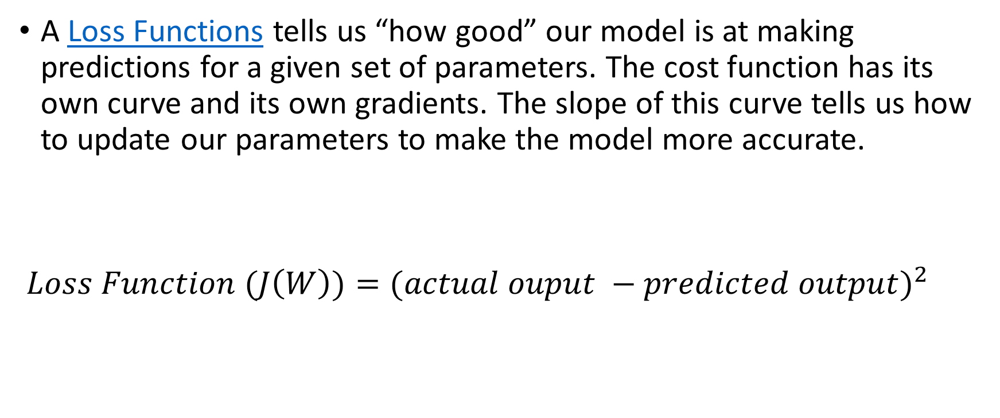 • A Loss Functions tells us “how good” our model is at making
predictions for a given set of parameters. The cost function has its
own curve and its own gradients. The slope of this curve tells us how
to update our parameters to make the model more accurate.
Loss Function (J(W)) = (actual ouput − predicted output)²